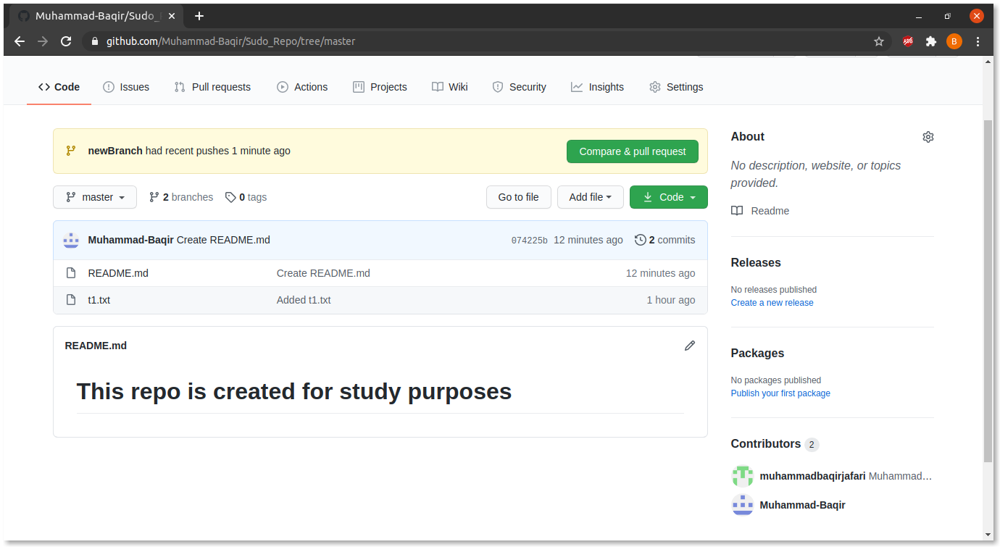 Muhammad-Baqir/Sudo_
github.com/Muhammad-Baqir/Sudo_Repo/tree/master
ABS
B
Code
Issues
Pull requests
Actions
Projects
Wiki
Security
Insights
Settings
newBranch had recent pushes 1 minute ago
Compare & pull request
master
2 branches
0 tags
Go to file
Add file
Code
Muhammad-Baqir Create README.md
074225b 12 minutes ago
2 commits
README.md
Create README.md
12 minutes ago
t1.txt
Added t1.txt
1 hour ago
README.md
This repo is created for study purposes
About
No description, website, or topics
provided.
Readme
Releases
No releases published
Create a new release
Packages
No packages published
Publish your first package
Contributors 2
muhammadbaqirjafari Muhammad…
Muhammad-Baqir